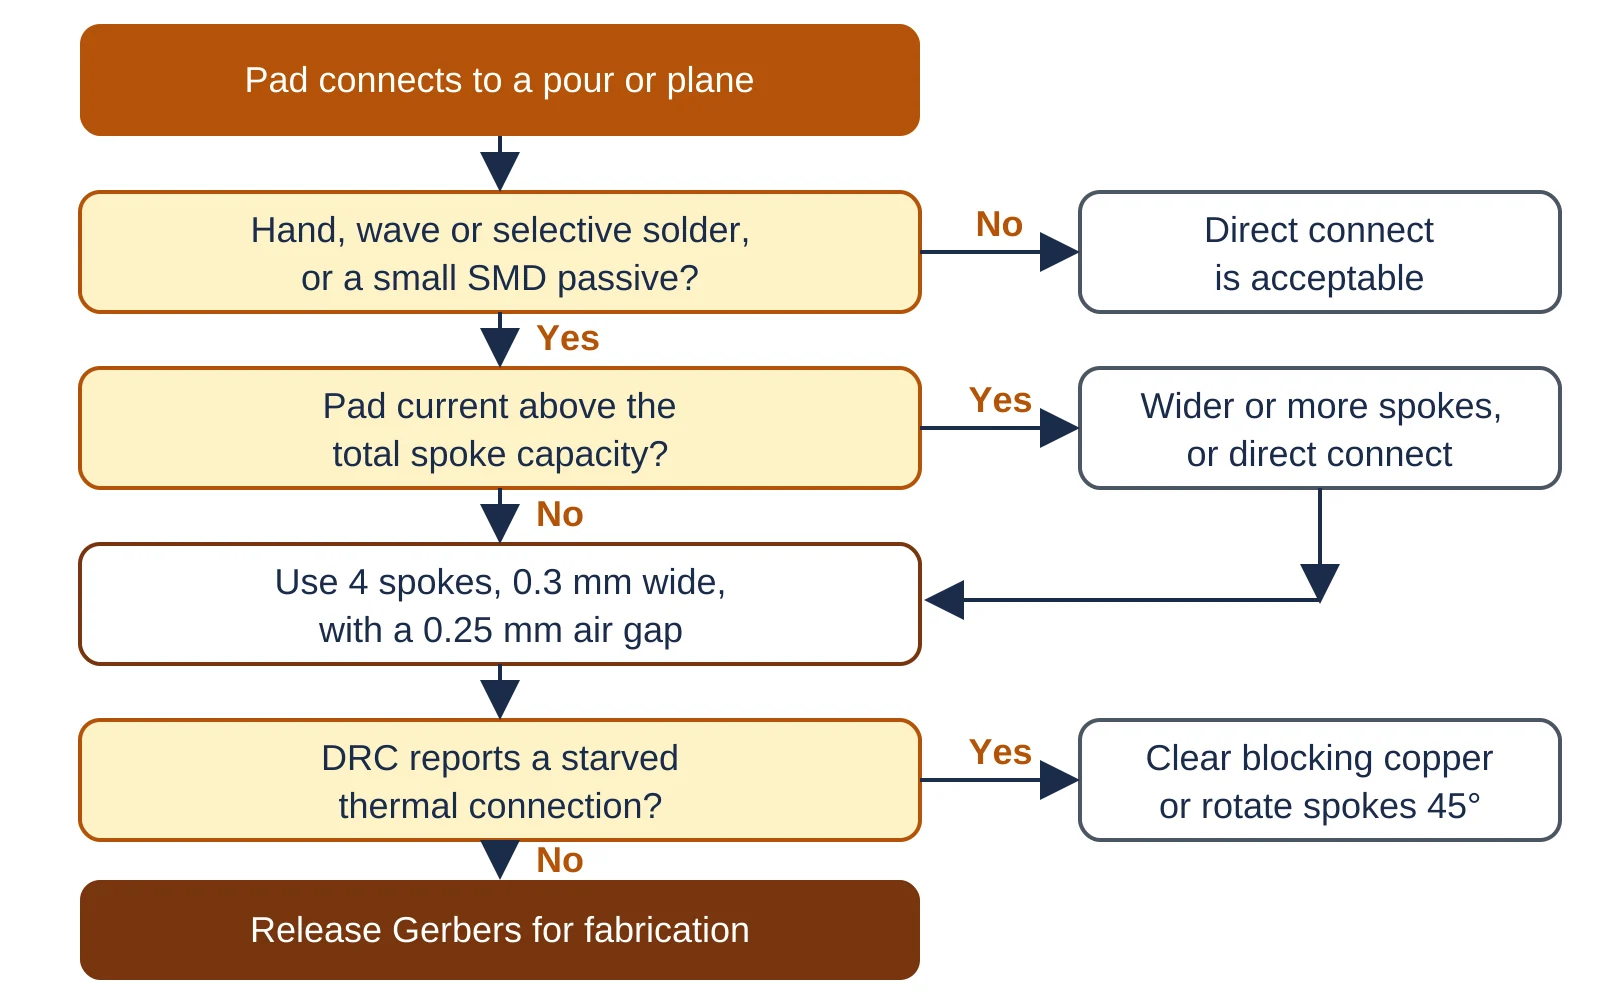 Pad connects to a pour or plane
Hand, wave or selective solder,
or a small SMD passive?
No
Direct connect
is acceptable
Yes
Pad current above the
total spoke capacity?
Yes
Wider or more spokes,
or direct connect
No
Use 4 spokes, 0.3 mm wide,
with a 0.25 mm air gap
DRC reports a starved
thermal connection?
Yes
Clear blocking copper
or rotate spokes 45°
No
Release Gerbers for fabrication